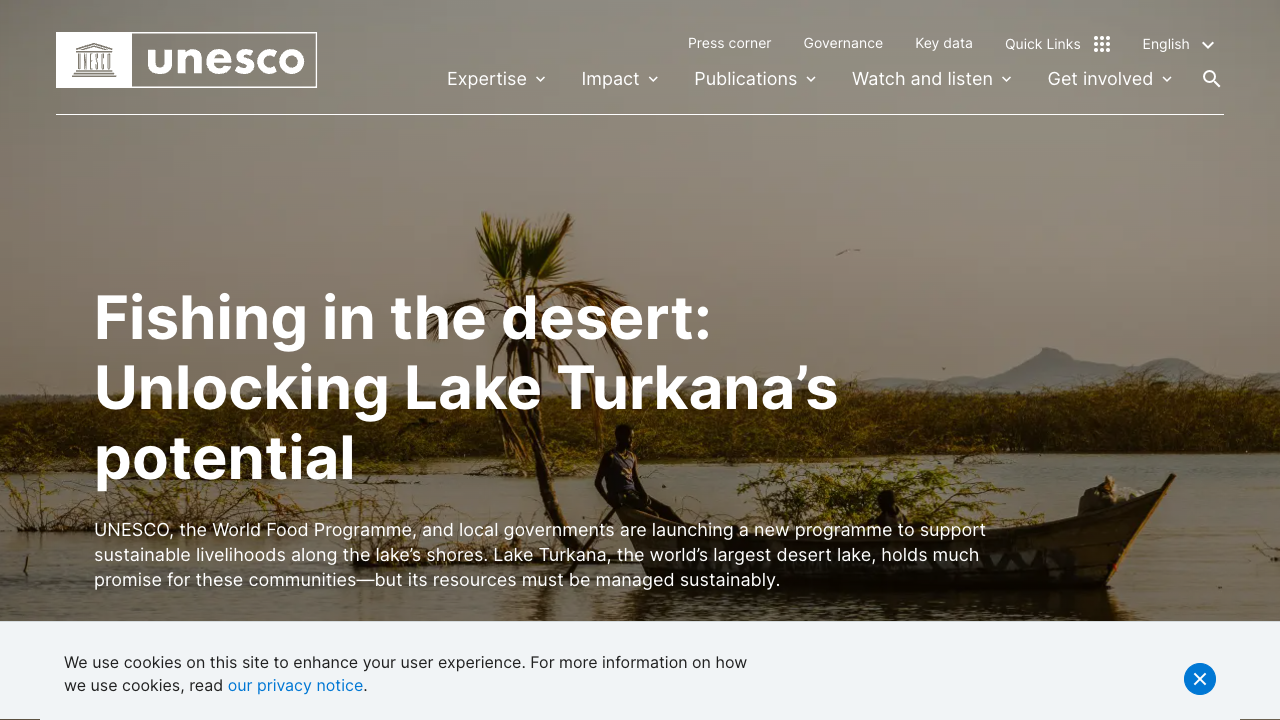 UNESCO
unesco
Press corner
Governance
Key data
Quick Links
English
Expertise
Impact
Publications
Watch and listen
Get involved
Fishing in the desert:
Unlocking Lake Turkana’s
potential
UNESCO, the World Food Programme, and local governments are launching a new programme to support
sustainable livelihoods along the lake’s shores. Lake Turkana, the world’s largest desert lake, holds much
promise for these communities—but its resources must be managed sustainably.
We use cookies on this site to enhance your user experience. For more information on how
we use cookies, read our privacy notice.